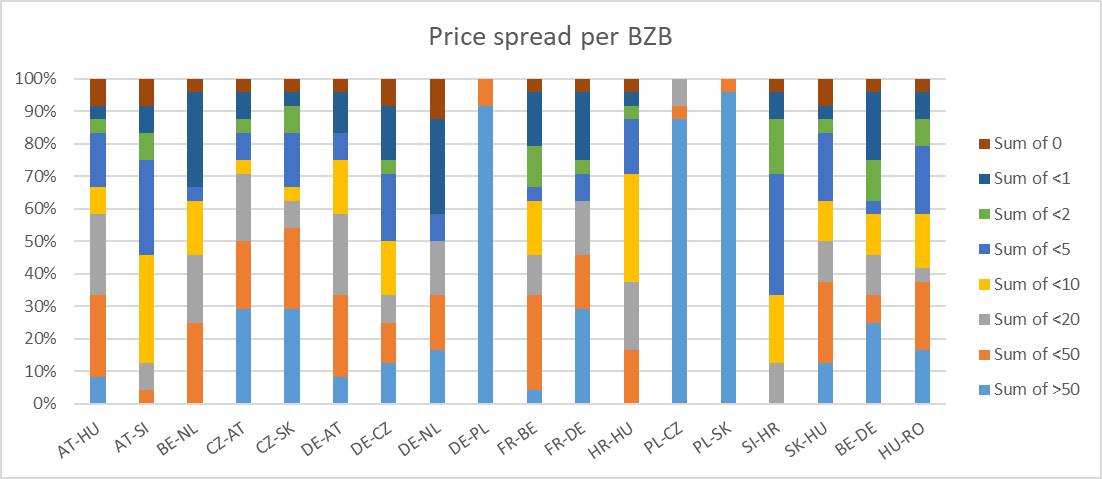 Price spread per BZB
100%
90%
80%
70%
60%
50%
40%
30%
20%
10%
0%
AT-HU
AT-SI
BE-NL
CZ-AT
CZ-SK
DE-AT
DE-CZ
DE-NL
DE-PL
FR-BE
FR-DE
HR-HU
PL-CZ
PL-SK
SI-HR
SK-HU
BE-DE
HU-RO
Sum of 0
Sum of <1
Sum of <2
Sum of <5
Sum of <10
Sum of <20
Sum of <50
Sum of >50